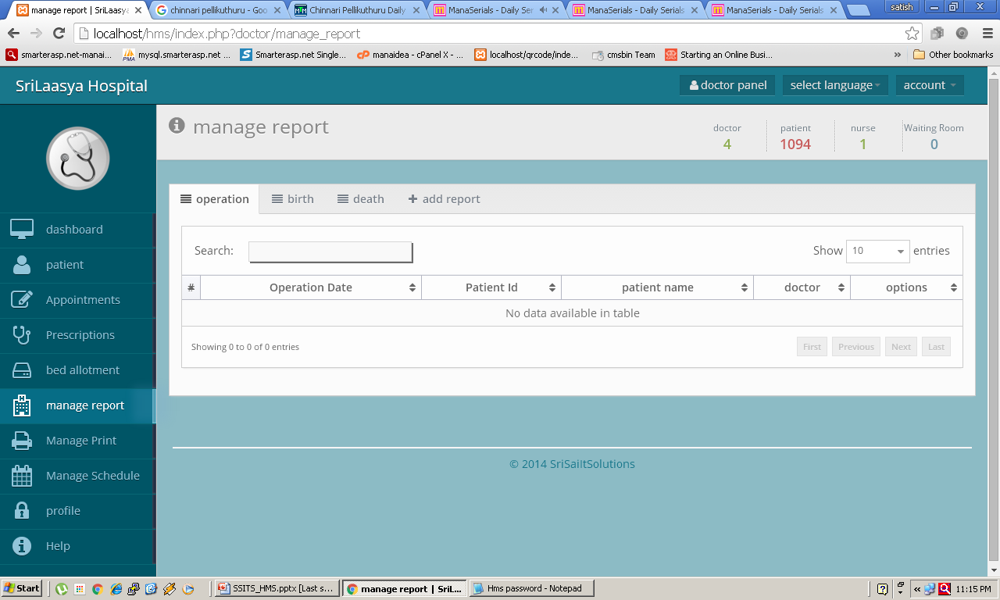 manage report | SriLaasy
chinnari pellikuthuru - Goo
Chinnari Pellikuthuru Daily
ManaSerials - Daily Ser
ManaSerials - Daily Serials
ManaSerials - Daily Serials
satish
localhost/hms/index.php?doctor/manage_report
smarterasp.net-manai...
mysql.smarterasp.net ...
Smarterasp.net Single...
manaidea - cPanel X - ...
localhost/qrcode/inde...
cmsbin Team
Starting an Online Busi...
»
Other bookmarks
SriLaasya Hospital
doctor panel
select language
account
manage report
doctor
4
patient
1094
nurse
1
Waiting Room
0
dashboard
patient
Appointments
Prescriptions
bed allotment
manage report
Manage Print
Manage Schedule
profile
Help
operation
birth
death
add report
Search:
Show 10 entries
# Operation Date Patient Id patient name doctor options
No data available in table
Showing 0 to 0 of 0 entries
First Previous Next Last
© 2014 SriSaiItSolutions
Start
SSITS_HMS.pptx [Last s...
manage report | SriL...
Hms password - Notepad
«
11:15 PM